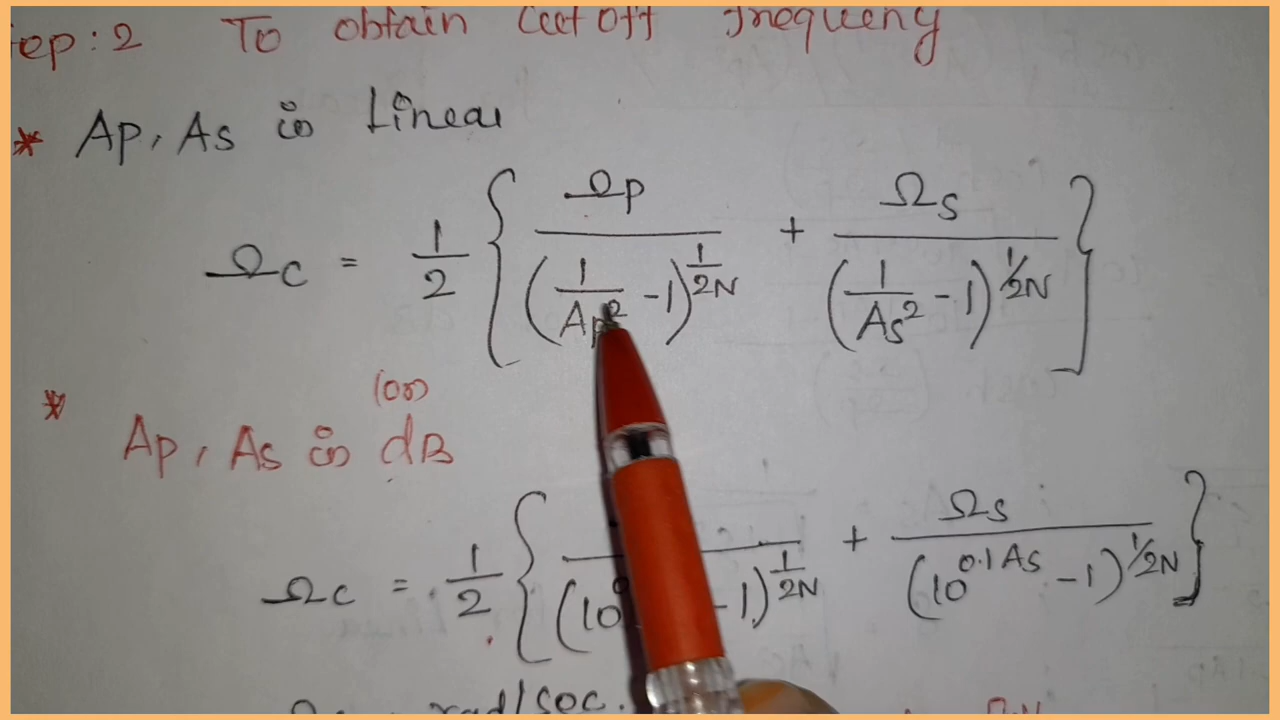 ep:2 To obtain Cut off frequency
* Ap, As in Linear
Ωc = 1/2 { Ωp / (1/Ap² - 1)^(1/2N) + Ωs / (1/As² - 1)^(1/2N) }
(or)
* Ap, As in dB
Ωc = 1/2 { / (10 - 1)^(1/2N) + Ωs / (10^(0.1As) - 1)^(1/2N) }
rad/sec.